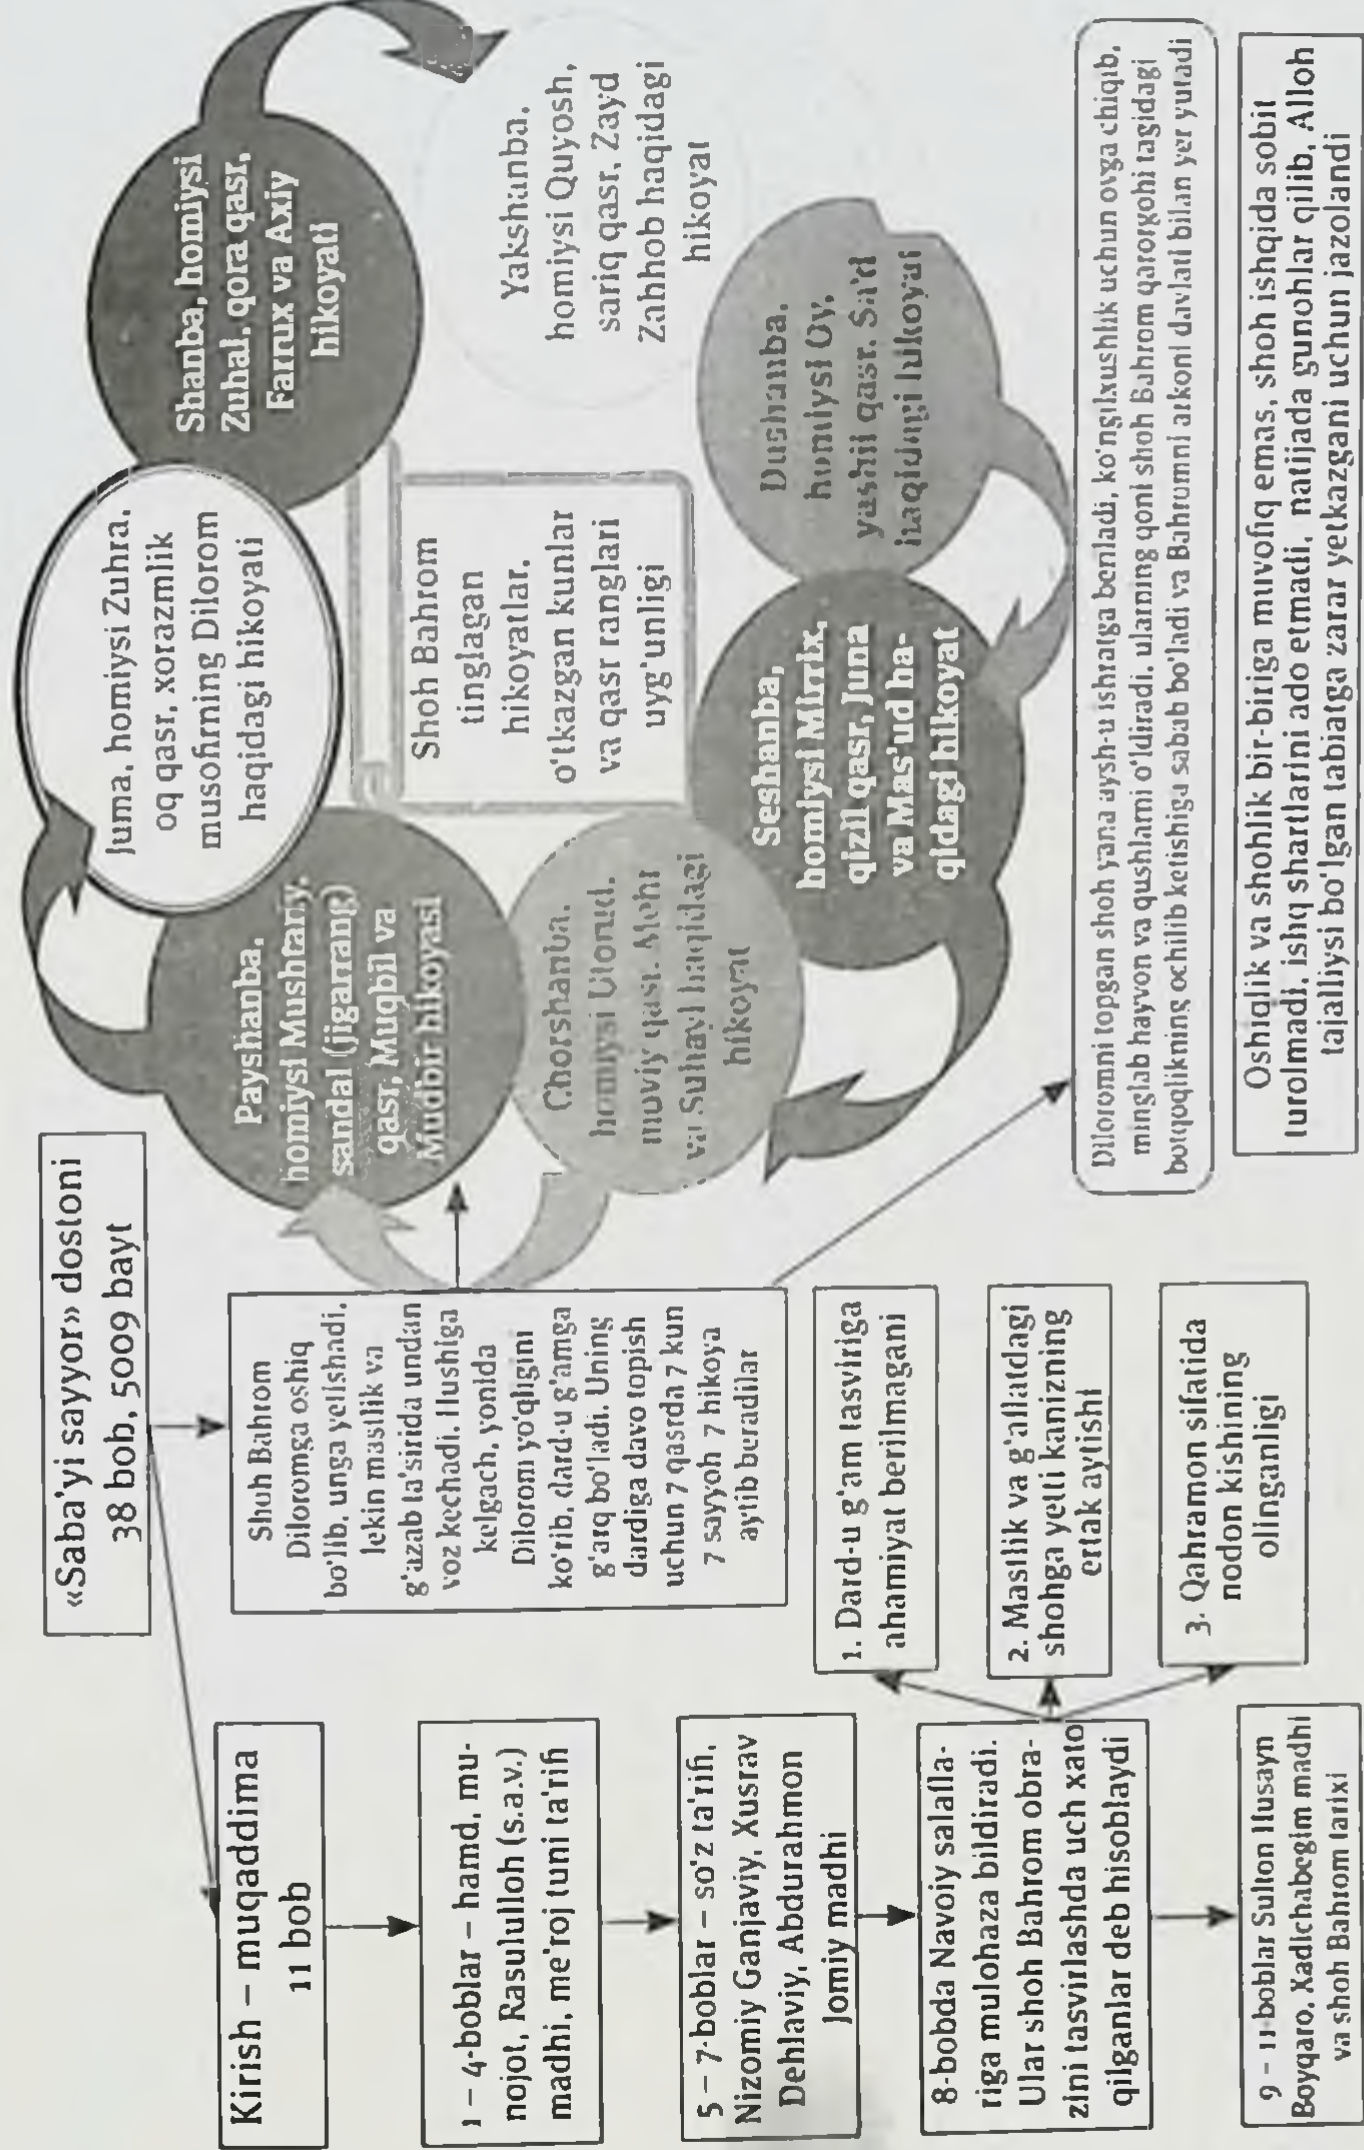 «Saba'yi sayyor» dostoni
38 bob, 5009 bayt
Kirish – muqaddima
11 bob
1 – 4-boblar – hamd, mu-
nojot, Rasululloh (s.a.v.)
madhi, me'roj tuni ta'rifi
5 – 7-boblar – so'z ta'rifi,
Nizomiy Ganjaviy, Xusrav
Dehlaviy, Abdurahmon
Jomiy madhi
8-bobda Navoiy salafla-
riga mulohaza bildiradi.
Ular shoh Bahrom obra-
zini tasvirlashda uch xato
qilganlar deb hisoblaydi
9 – 11-boblar Sulton Husayn
Boyqaro, Xadichabegim madhi
va shoh Bahrom tarixi
1. Dard-u g'am tasviriga
ahamiyat berilmagani
2. Mastlik va g'aflatdagi
shohga yetti kanizning
ertak aytishi
3. Qahramon sifatida
nodon kishining
olinganligi
Shoh Bahrom
Diloromga oshiq
bo'lib, unga yetishadi,
lekin mastlik va
g'azab ta'sirida undan
voz kechadi. Hushiga
kelgach, yonida
Dilorom yo'qligini
ko'rib, dard-u g'amga
g'arq bo'ladi. Uning
dardiga davo topish
uchun 7 qasrda 7 kun
7 sayyoh 7 hikoya
aytib beradilar
Shoh Bahrom
tinglagan
hikoyatlar,
o'tkazgan kunlar
va qasr ranglari
uyg'unligi
Shanba, homiysi
Zuhal, qora qasr,
Farrux va Axiy
hikoyati
Yakshanba,
homiysi Quyosh,
sariq qasr, Zayd
Zahhob haqidagi
hikoyat
Dushanba,
homiysi Oy,
yashil qasr, Sa'd
haqidagi hikoyat
Seshanba,
homiysi Mirrix,
qizil qasr, Juna
va Mas'ud ha-
qidagi hikoyat
Chorshanba,
homiysi Utorud,
moviy qasr, Mehr
va Suhayl haqidagi
hikoyat
Payshanba,
homiysi Mushtariy,
sandal (jigarrang)
qasr, Muqbil va
Mudbir hikoyasi
Juma, homiysi Zuhra,
oq qasr, xorazmlik
musofirning Dilorom
haqidagi hikoyati
Diloromni topgan shoh yana aysh-u ishratga beriladi, ko'ngilxushlik uchun ovga chiqib,
minglab hayvon va qushlarni o'ldiradi, ularning qoni shoh Bahrom qarorgohi tagidagi
botqoqlikning ochilib ketishiga sabab bo'ladi va Bahromni arkoni davlati bilan yer yutadi
Oshiqlik va shohlik bir-biriga muvofiq emas, shoh ishqida sobit
turolmadi, ishq shartlarini ado etmadi, natijada gunohlar qilib, Alloh
tajalliysi bo'lgan tabiatga zarar yetkazgani uchun jazolandi